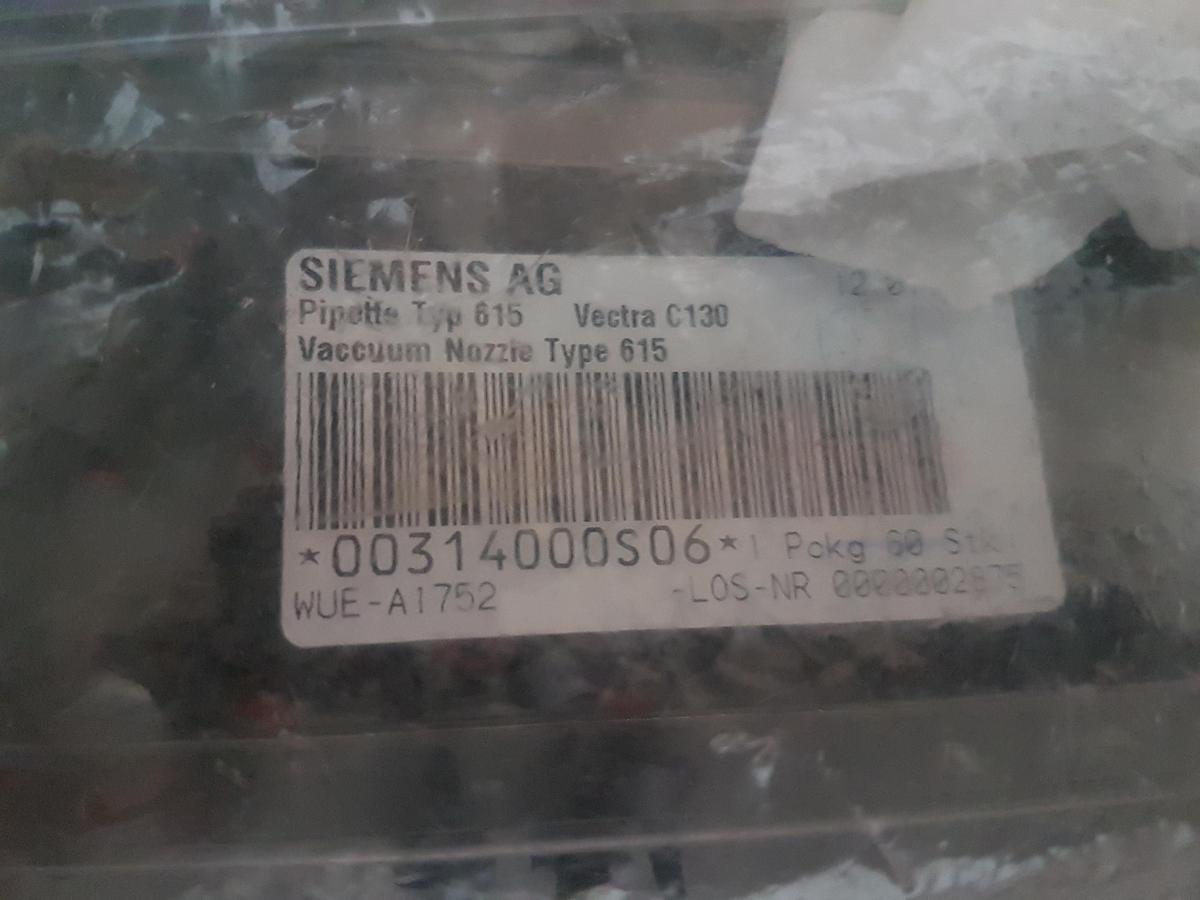 SIEMENS AG
Pipette Typ 615 Vectra C130
Vaccuum Nozzle Type 615
*00314000S06* 1 Pckg 60 Stk
WUE-A1752 -LOS-NR 0000002875